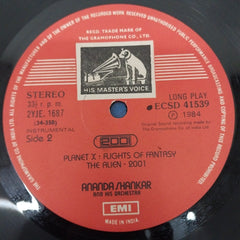 REGD. TRADE MARK OF
THE GRAMOPHONE CO., LTD.
HIS MASTER'S VOICE
STEREO
33⅓ r. p. m.
2YJE. 1687
(34-350)
INSTRUMENTAL
Side 2
LONG PLAY
ECSD 41539
℗ 1984
2001
PLANET X : FLIGHTS OF FANTASY
THE ALIEN - 2001
ANANDA SHANKAR
AND HIS ORCHESTRA
EMI
MADE IN INDIA